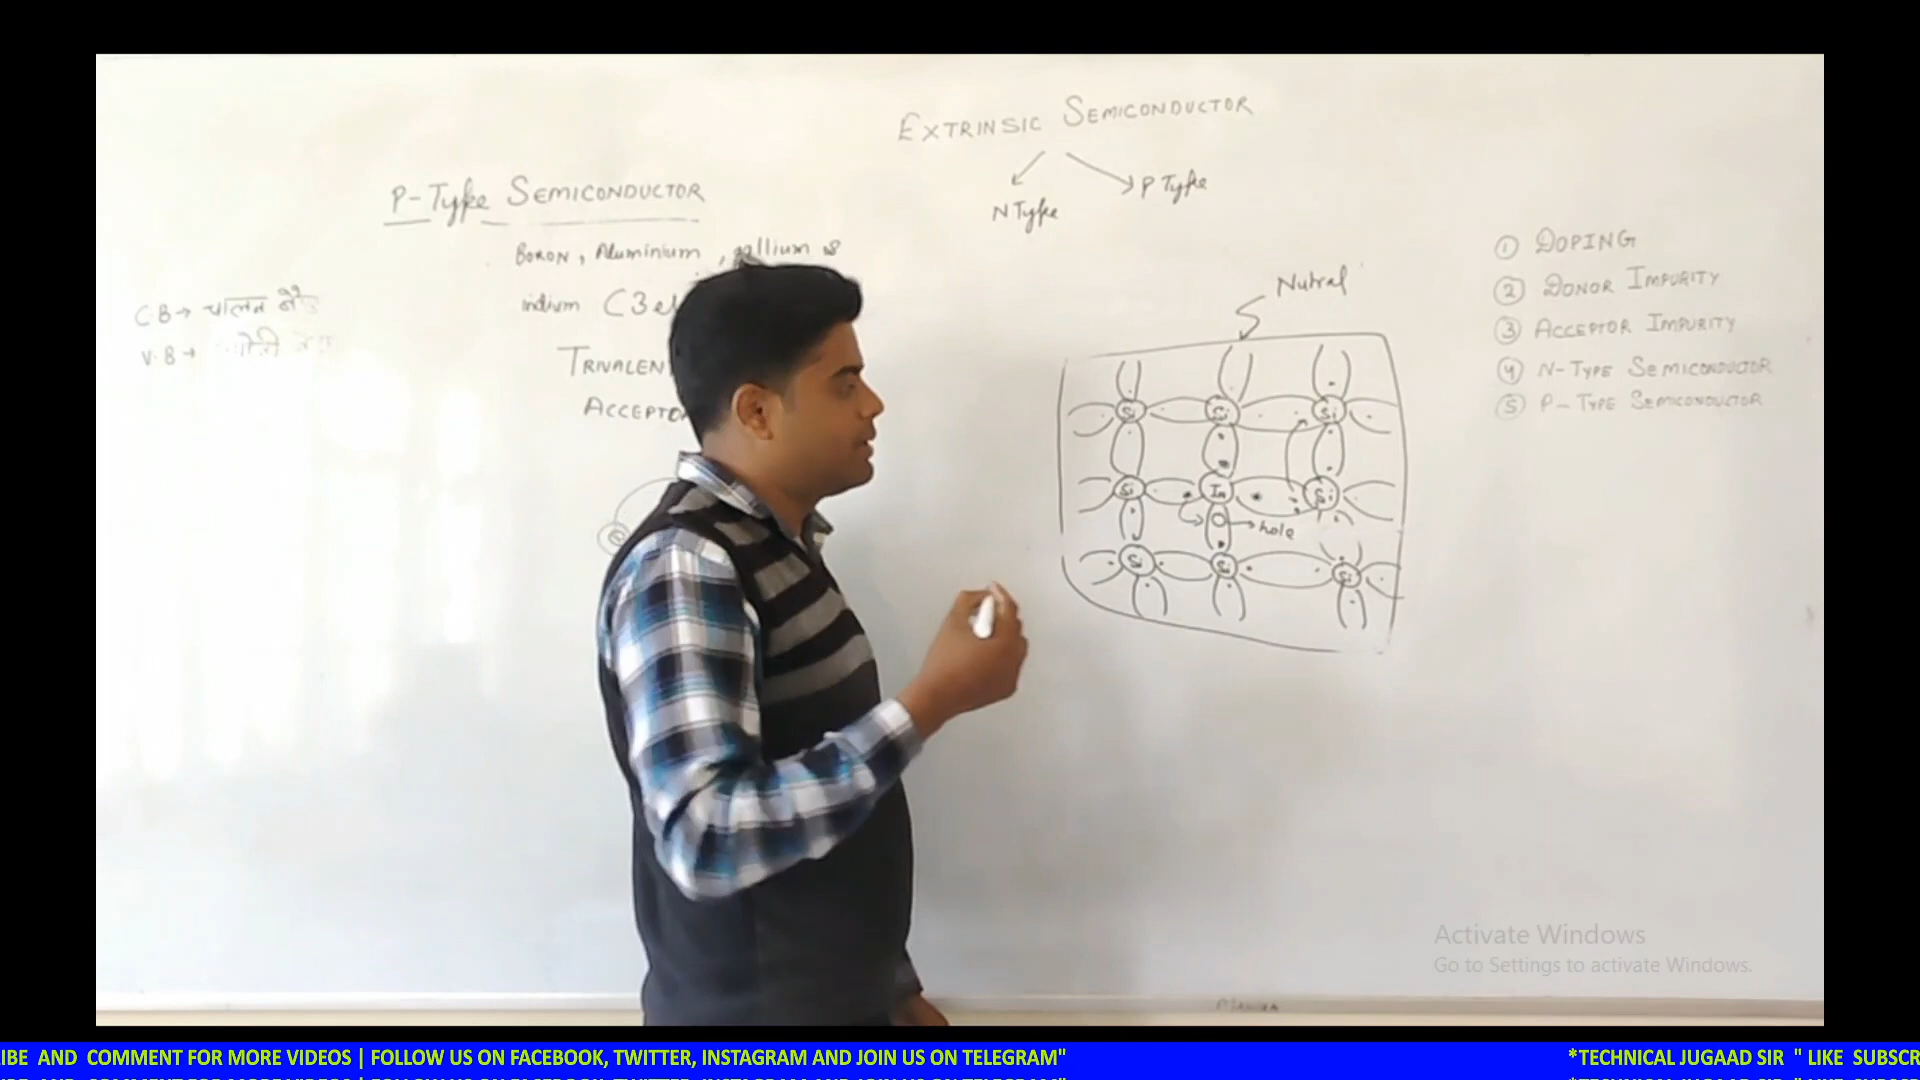 EXTRINSIC SEMICONDUCTOR
N Type
P Type
P-Type SEMICONDUCTOR
BORON, Aluminium, gallium &
indium (3 el
TRIVALEN
ACCEPTO
C.B → चालन
V.B →
Nutral
Si Si Si
Si In Si
hole
Si Si Si
① DOPING
② DONOR IMPURITY
③ ACCEPTOR IMPURITY
④ N-TYPE SEMICONDUCTOR
⑤ P-TYPE SEMICONDUCTOR
Activate Windows
Go to Settings to activate Windows.
IBE AND COMMENT FOR MORE VIDEOS | FOLLOW US ON FACEBOOK, TWITTER, INSTAGRAM AND JOIN US ON TELEGRAM" *TECHNICAL JUGAAD SIR " LIKE SUBSCR